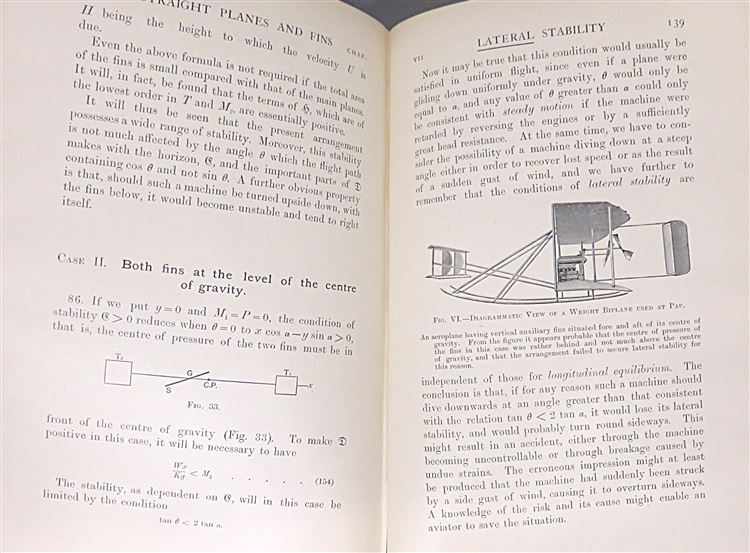 STRAIGHT PLANES AND FINS
CHAP.
H being the height to which the velocity U is
due.
Even the above formula is not required if the total area
of the fins is small compared with that of the main planes.
It will, in fact, be found that the terms of 𝕳, which are of
the lowest order in T and M₂, are essentially positive.
It will thus be seen that the present arrangement
possesses a wide range of stability. Moreover, this stability
is not much affected by the angle θ which the flight path
makes with the horizon, 𝕰, and the important parts of 𝕯
containing cos θ and not sin θ. A further obvious property
is that, should such a machine be turned upside down, with
the fins below, it would become unstable and tend to right
itself.
CASE II. Both fins at the level of the centre
of gravity.
86. If we put y=0 and M₁=P=0, the condition of
stability 𝕰>0 reduces when θ=0 to x cos a−y sin a>0,
that is, the centre of pressure of the two fins must be in
T₂
G
T₁
S
C.P.
x
FIG. 33.
front of the centre of gravity (Fig. 33). To make 𝕯
positive in this case, it will be necessary to have
Wx/Kg < M₂ . . . . . (154)
The stability, as dependent on 𝕰, will in this case be
limited by the condition
tan θ < 2 tan a.
VII
LATERAL STABILITY
139
Now it may be true that this condition would usually be
satisfied in uniform flight, since even if a plane were
gliding down uniformly under gravity, θ would only be
equal to a, and any value of θ greater than a could only
be consistent with steady motion if the machine were
retarded by reversing the engines or by a sufficiently
great head resistance. At the same time, we have to con-
sider the possibility of a machine diving down at a steep
angle either in order to recover lost speed or as the result
of a sudden gust of wind, and we have further to
remember that the conditions of lateral stability are
FIG. VI.—DIAGRAMMATIC VIEW OF A WRIGHT BIPLANE USED AT PAU.
An aeroplane having vertical auxiliary fins situated fore and aft of its centre of
gravity. From the figure it appears probable that the centre of pressure of
the fins in this case was rather behind and not much above the centre
of gravity, and that the arrangement failed to secure lateral stability for
this reason.
independent of those for longitudinal equilibrium. The
conclusion is that, if for any reason such a machine should
dive downwards at an angle greater than that consistent
with the relation tan θ < 2 tan a, it would lose its lateral
stability, and would probably turn round sideways. This
might result in an accident, either through the machine
becoming uncontrollable or through breakage caused by
undue strains. The erroneous impression might at least
be produced that the machine had suddenly been struck
by a side gust of wind, causing it to overturn sideways.
A knowledge of the risk and its cause might enable an
aviator to save the situation.